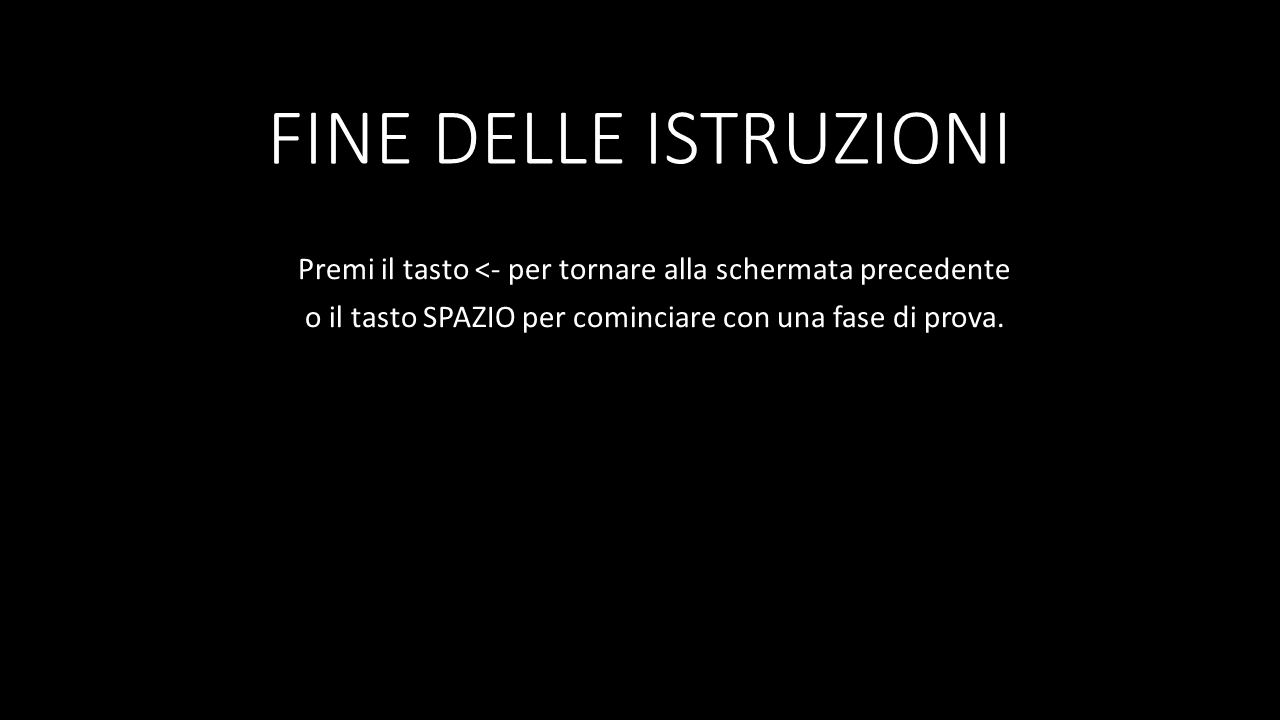 FINE DELLE ISTRUZIONI
Premi il tasto <- per tornare alla schermata precedente
o il tasto SPAZIO per cominciare con una fase di prova.